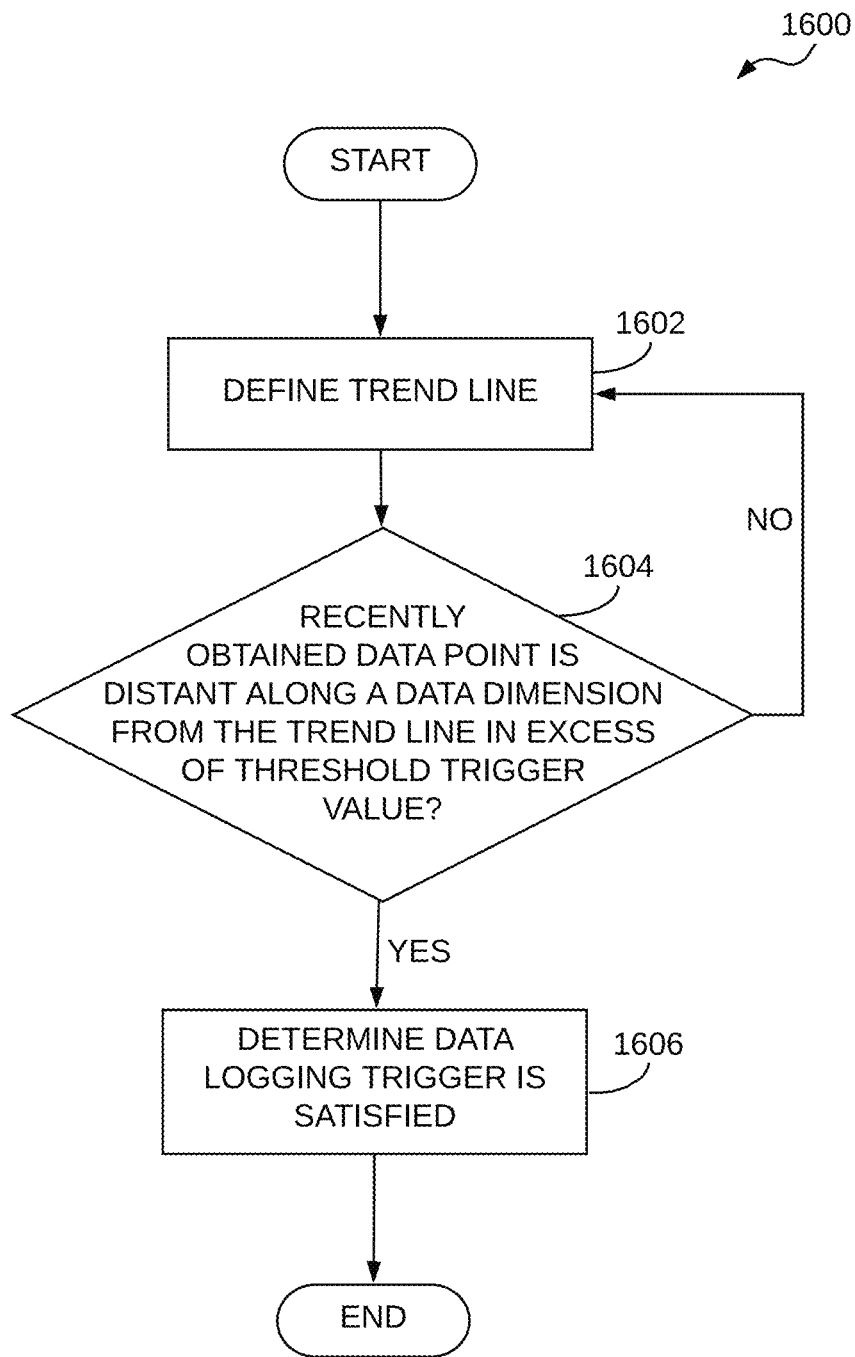 1600
START
1602
DEFINE TREND LINE
NO
1604
RECENTLY
OBTAINED DATA POINT IS
DISTANT ALONG A DATA DIMENSION
FROM THE TREND LINE IN EXCESS
OF THRESHOLD TRIGGER
VALUE?
YES
DETERMINE DATA
LOGGING TRIGGER IS
SATISFIED
1606
END